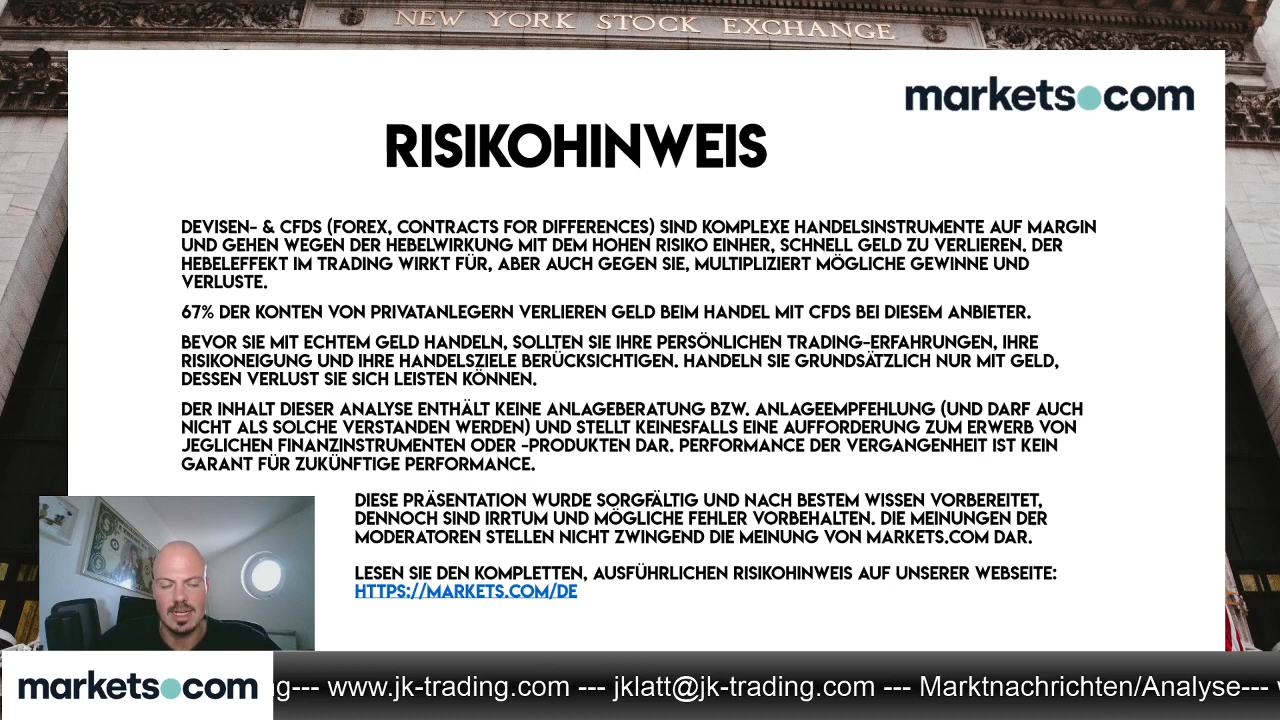 NEW YORK STOCK EXCHANGE
markets.com
RISIKOHINWEIS
DEVISEN- & CFDS (FOREX, CONTRACTS FOR DIFFERENCES) SIND KOMPLEXE HANDELSINSTRUMENTE AUF MARGIN
UND GEHEN WEGEN DER HEBELWIRKUNG MIT DEM HOHEN RISIKO EINHER, SCHNELL GELD ZU VERLIEREN. DER
HEBELEFFEKT IM TRADING WIRKT FÜR, ABER AUCH GEGEN SIE, MULTIPLIZIERT MÖGLICHE GEWINNE UND
VERLUSTE.
67% DER KONTEN VON PRIVATANLEGERN VERLIEREN GELD BEIM HANDEL MIT CFDS BEI DIESEM ANBIETER.
BEVOR SIE MIT ECHTEM GELD HANDELN, SOLLTEN SIE IHRE PERSÖNLICHEN TRADING-ERFAHRUNGEN, IHRE
RISIKONEIGUNG UND IHRE HANDELSZIELE BERÜCKSICHTIGEN. HANDELN SIE GRUNDSÄTZLICH NUR MIT GELD,
DESSEN VERLUST SIE SICH LEISTEN KÖNNEN.
DER INHALT DIESER ANALYSE ENTHÄLT KEINE ANLAGEBERATUNG BZW. ANLAGEEMPFEHLUNG (UND DARF AUCH
NICHT ALS SOLCHE VERSTANDEN WERDEN) UND STELLT KEINESFALLS EINE AUFFORDERUNG ZUM ERWERB VON
JEGLICHEN FINANZINSTRUMENTEN ODER -PRODUKTEN DAR. PERFORMANCE DER VERGANGENHEIT IST KEIN
GARANT FÜR ZUKÜNFTIGE PERFORMANCE.
DIESE PRÄSENTATION WURDE SORGFÄLTIG UND NACH BESTEM WISSEN VORBEREITET,
DENNOCH SIND IRRTUM UND MÖGLICHE FEHLER VORBEHALTEN. DIE MEINUNGEN DER
MODERATOREN STELLEN NICHT ZWINGEND DIE MEINUNG VON MARKETS.COM DAR.
LESEN SIE DEN KOMPLETTEN, AUSFÜHRLICHEN RISIKOHINWEIS AUF UNSERER WEBSEITE:
HTTPS://MARKETS.COM/DE
markets.com
ng--- www.jk-trading.com --- jklatt@jk-trading.com --- Marktnachrichten/Analyse---